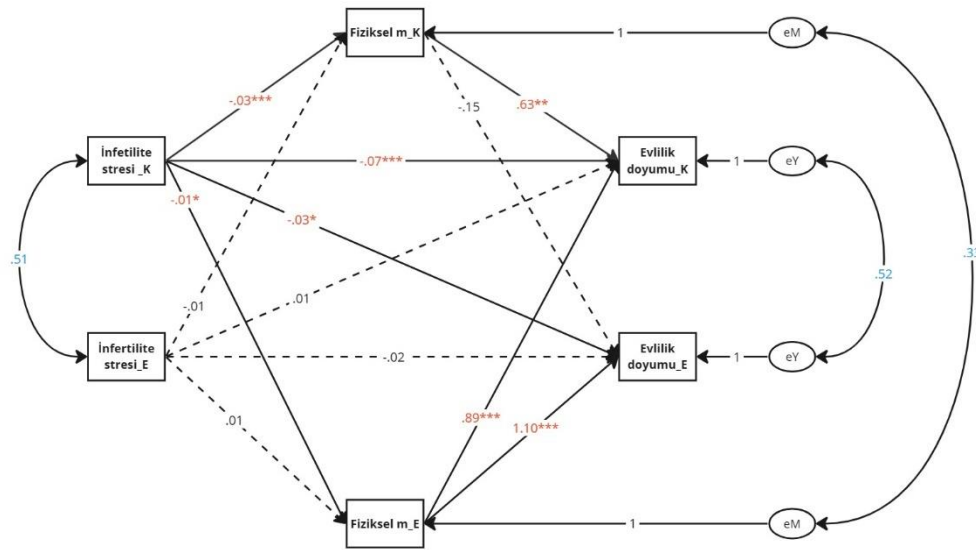 Fiziksel m_K
1
eM
-.03***
-.15
.63**
İnfetilite
stresi _K
-.07***
Evlilik
doyumu_K
1
eY
-.01*
-.03*
.51
.52
-.01
.01
İnfertilite
stresi_E
-.02
Evlilik
doyumu_E
1
eY
.01
.89***
1.10***
Fiziksel m_E
1
eM